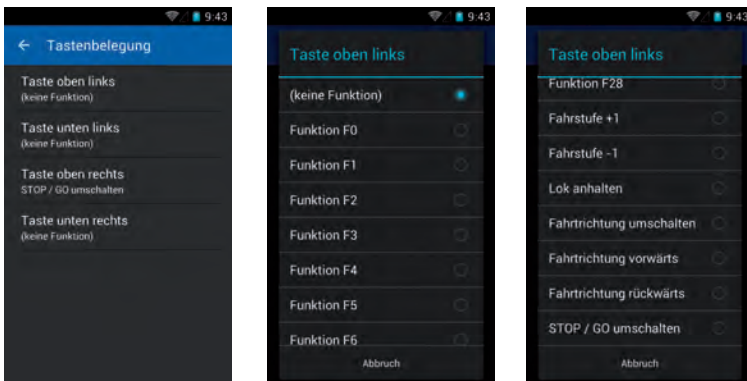 9:43
Tastenbelegung
Taste oben links
(keine Funktion)
Taste unten links
(keine Funktion)
Taste oben rechts
STOP / GO umschalten
Taste unten rechts
(keine Funktion)
9:43
Taste oben links
(keine Funktion)
Funktion F0
Funktion F1
Funktion F2
Funktion F3
Funktion F4
Funktion F5
Funktion F6
Abbruch
9:43
Taste oben links
Funktion F28
Fahrstufe +1
Fahrstufe -1
Lok anhalten
Fahrtrichtung umschalten
Fahrtrichtung vorwärts
Fahrtrichtung rückwärts
STOP / GO umschalten
Abbruch